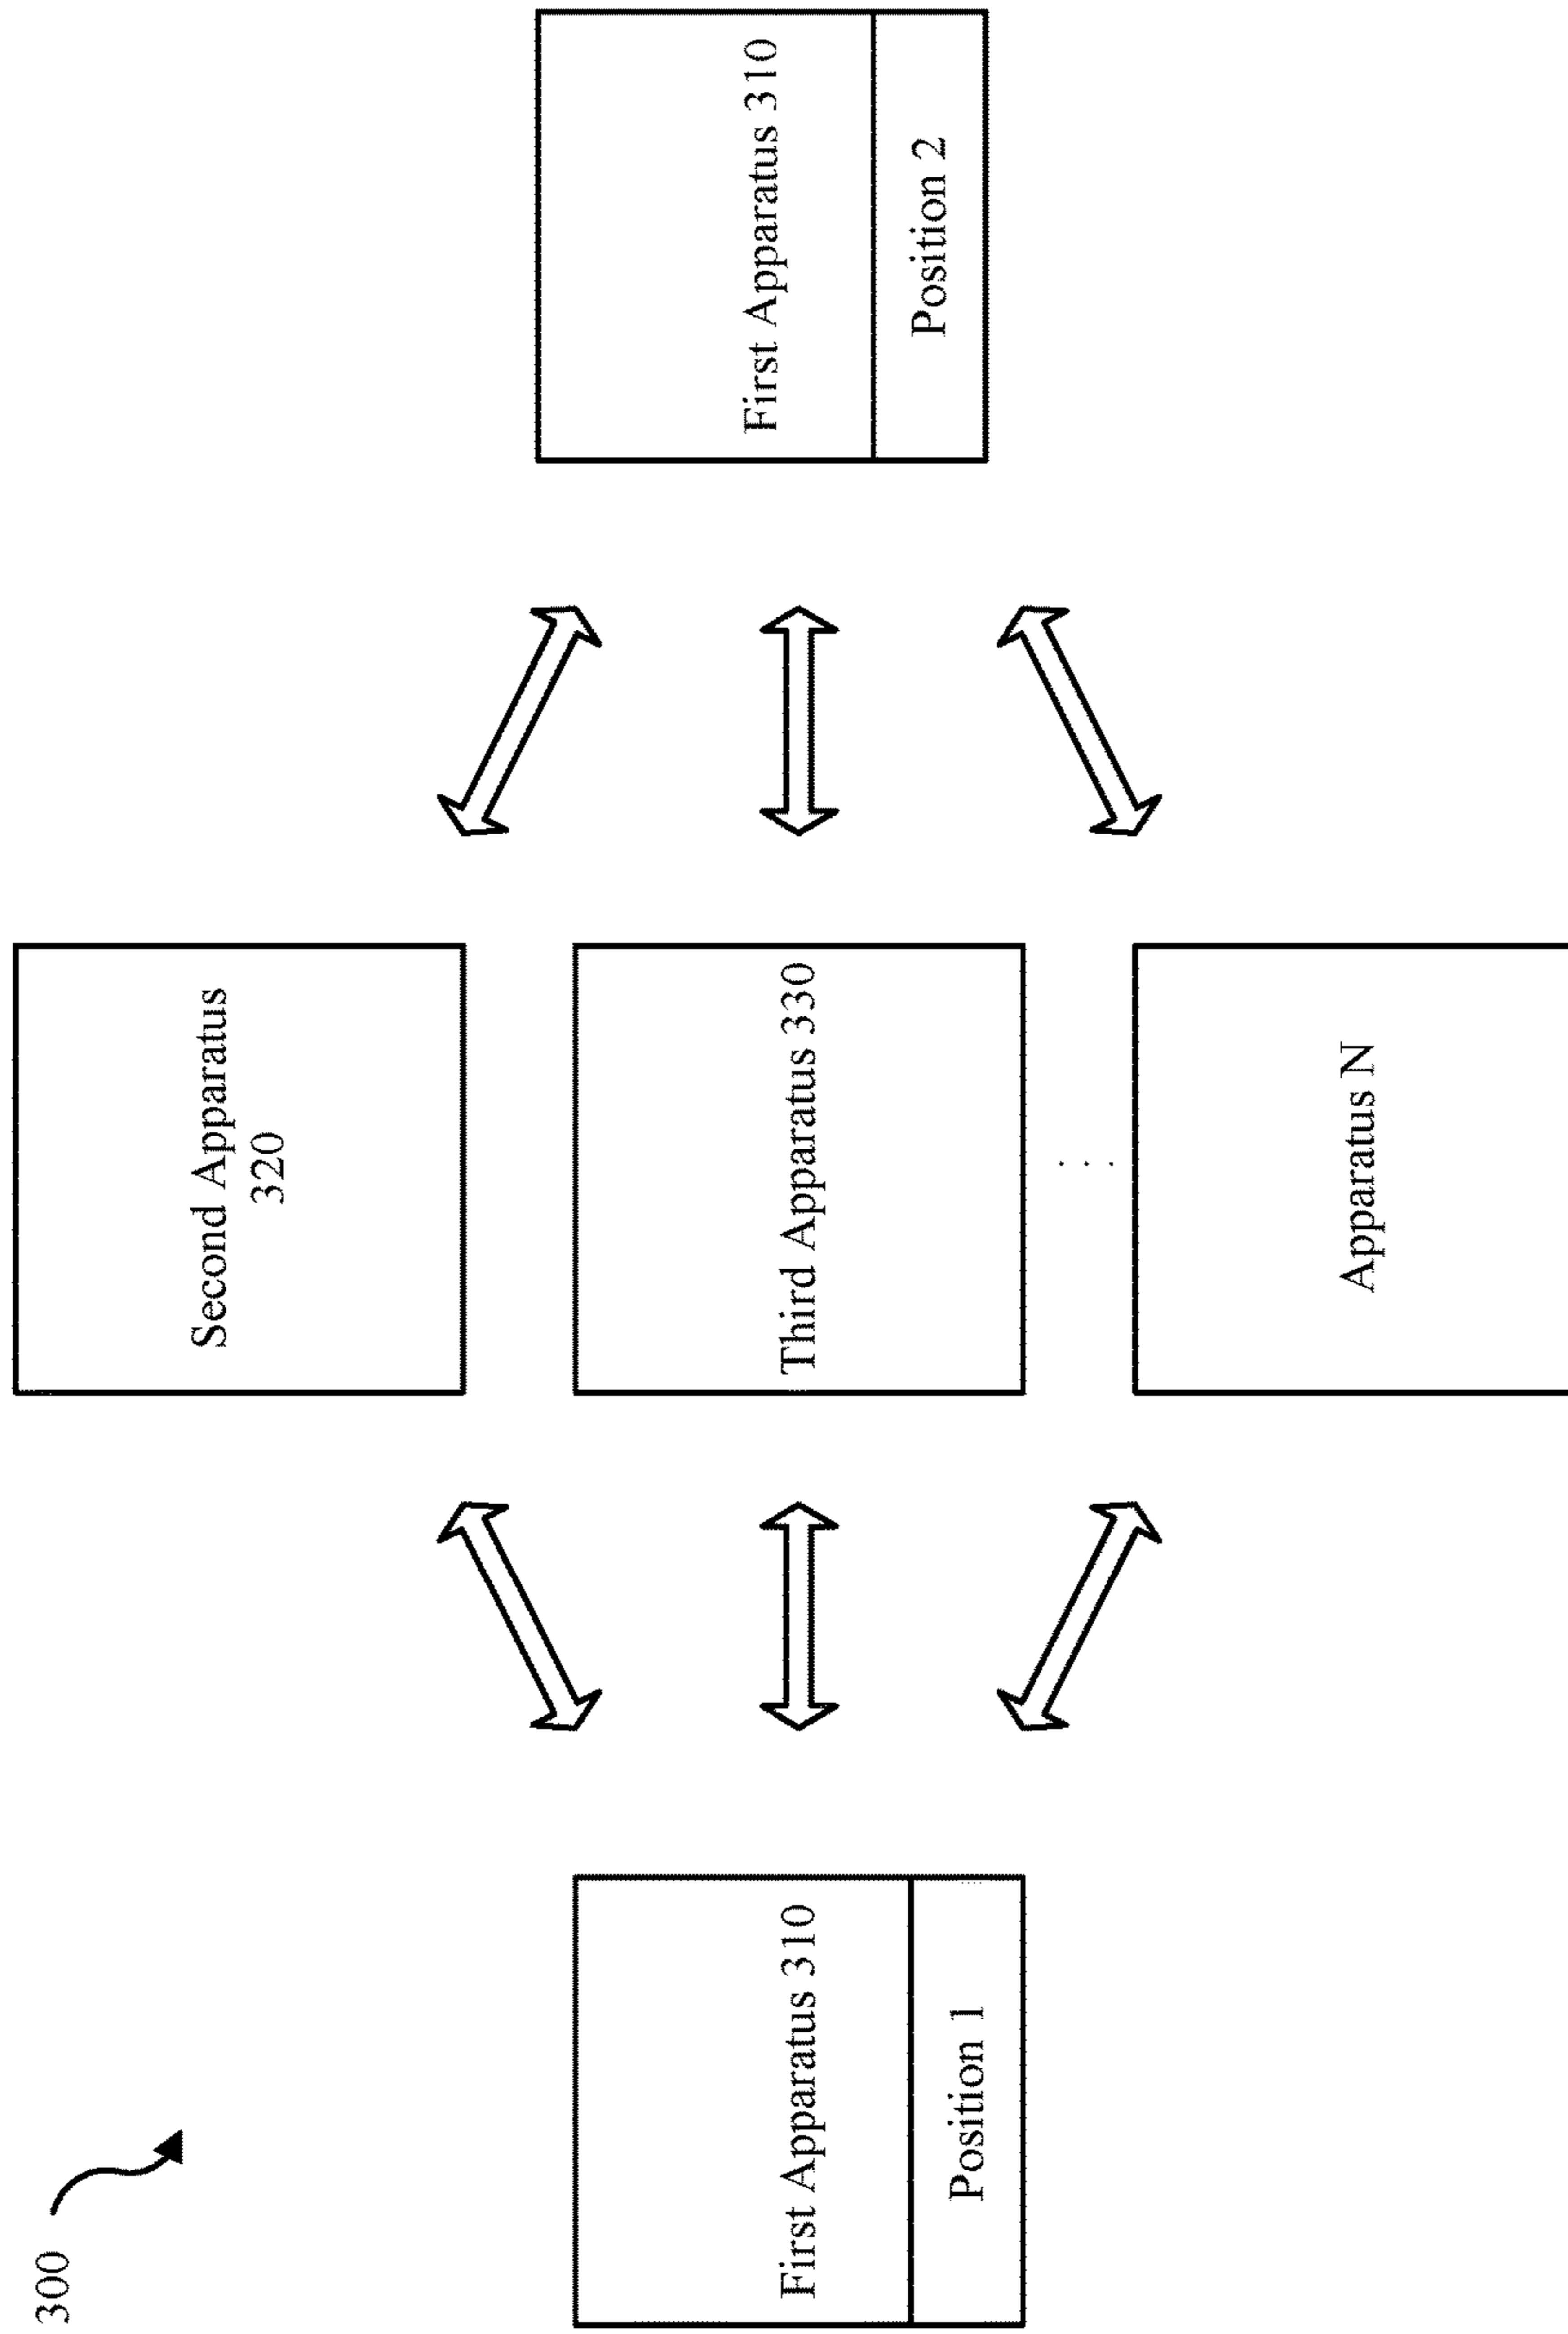 300
First Apparatus 310
Position 1
Second Apparatus
320
Third Apparatus 330
...
Apparatus N
First Apparatus 310
Position 2